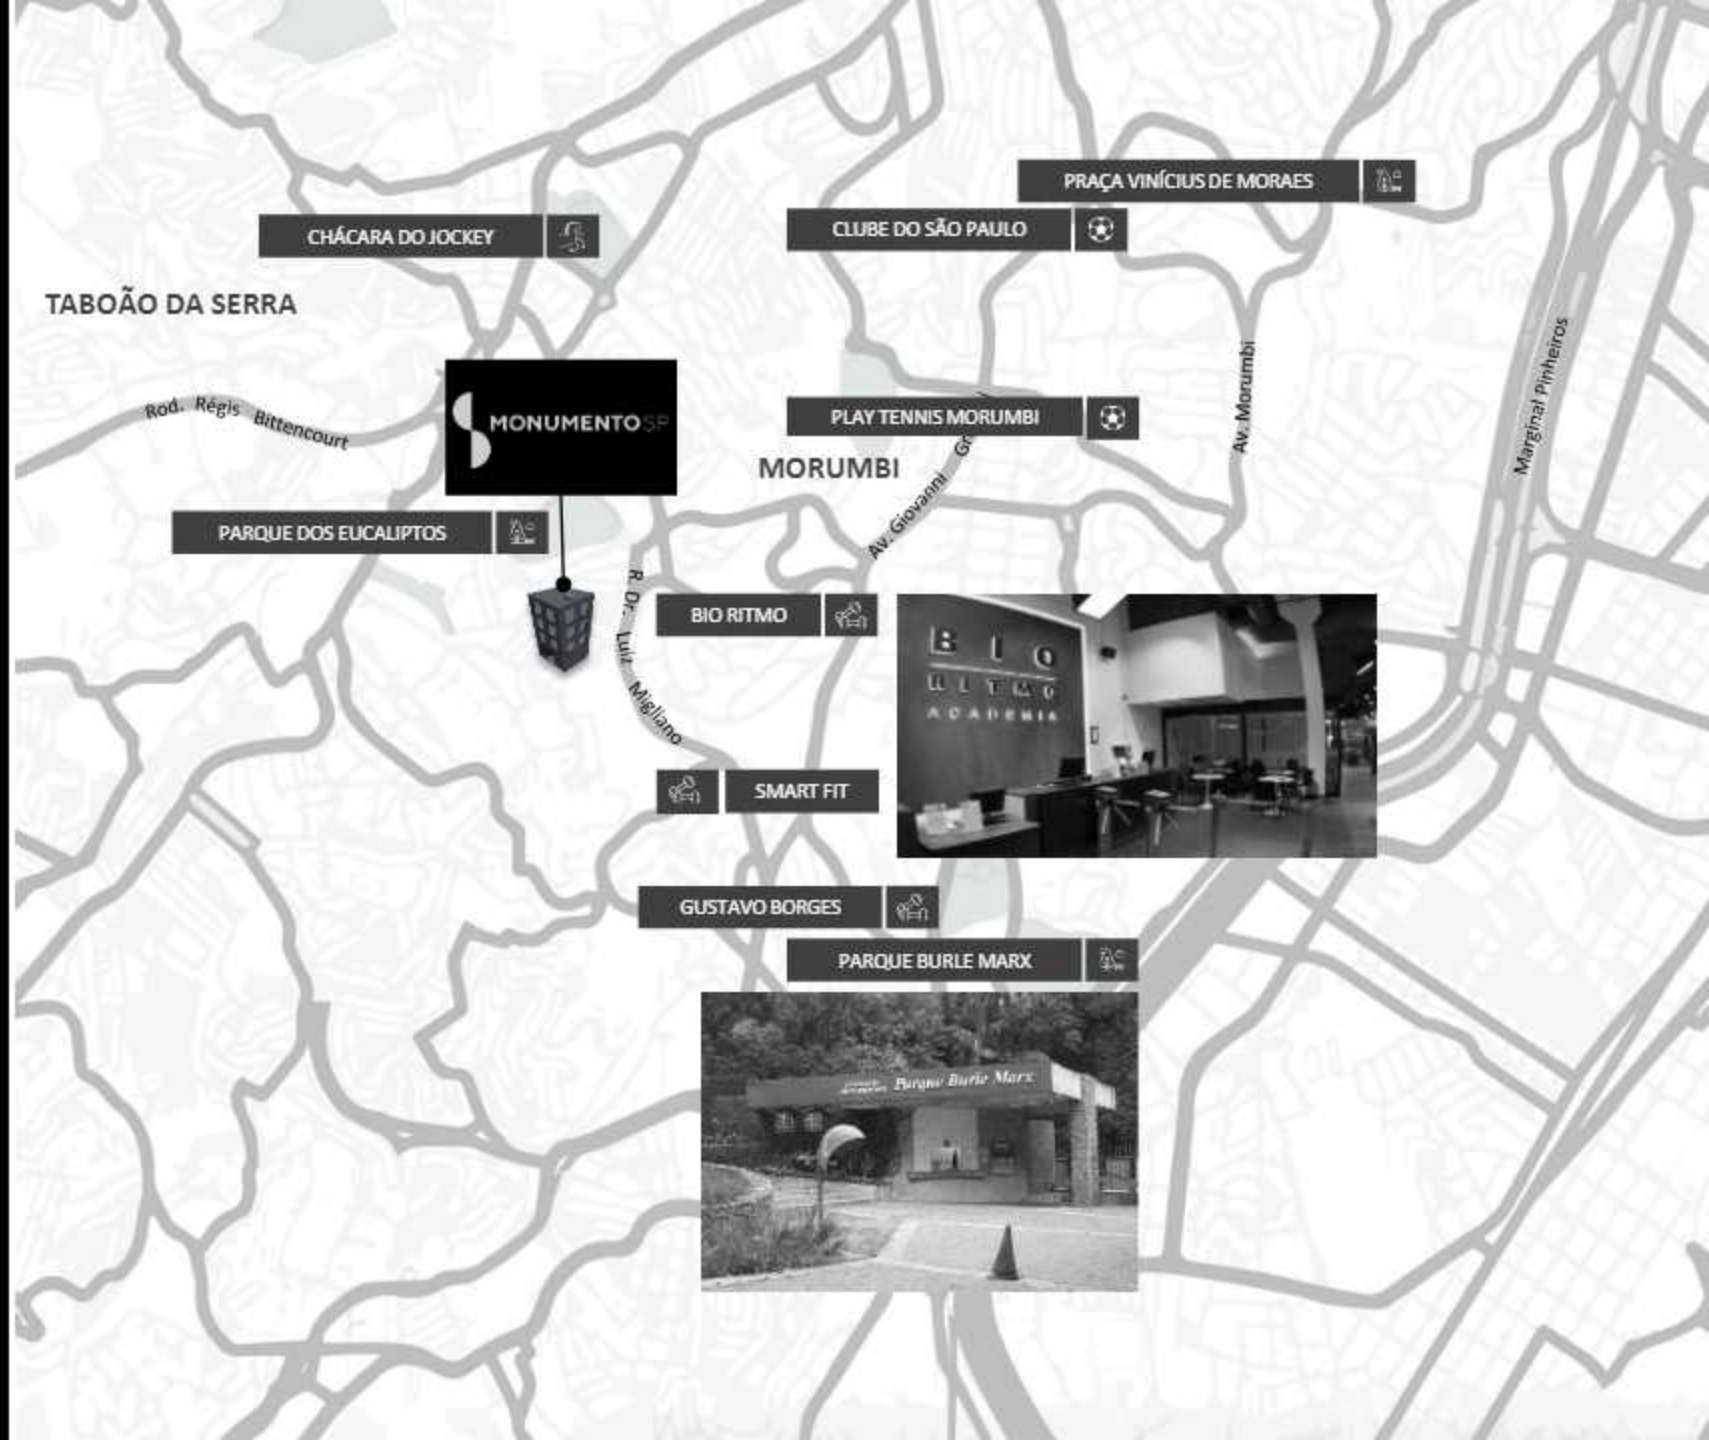 PRAÇA VINÍCIUS DE MORAES
CLUBE DO SÃO PAULO
CHÁCARA DO JOCKEY
TABOÃO DA SERRA
Rod. Régis Bittencourt
MONUMENTOSP
PLAY TENNIS MORUMBI
Av. Morumbi
Marginal Pinheiros
MORUMBI
Av. Giovanni Gr
PARQUE DOS EUCALIPTOS
R. Dr. Luiz Migliano
BIO RITMO
BIO
RITMO
ACADEMIA
SMART FIT
GUSTAVO BORGES
PARQUE BURLE MARX
Parque Burle Marx